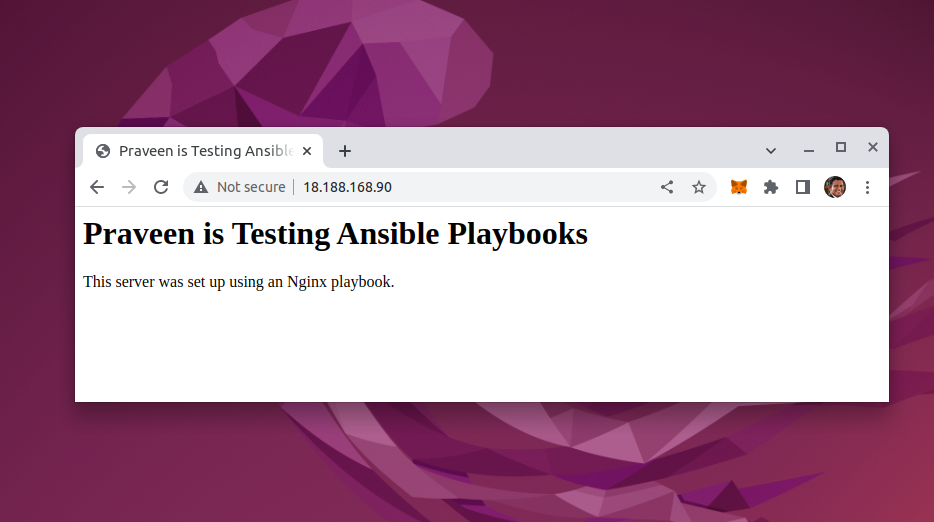 Praveen is Testing Ansible
Not secure | 18.188.168.90
Praveen is Testing Ansible Playbooks
This server was set up using an Nginx playbook.